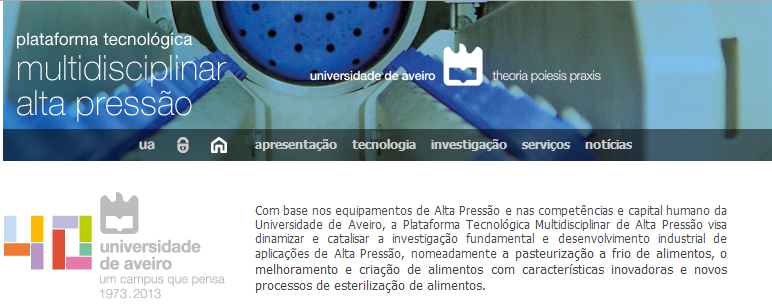 plataforma tecnológica
multidisciplinar
alta pressão
universidade de aveiro theoria poiesis praxis
ua apresentação tecnologia investigação serviços notícias
40
universidade
de aveiro
um campus que pensa
1973.2013
Com base nos equipamentos de Alta Pressão e nas competências e capital humano da
Universidade de Aveiro, a Plataforma Tecnológica Multidisciplinar de Alta Pressão visa
dinamizar e catalisar a investigação fundamental e desenvolvimento industrial de
aplicações de Alta Pressão, nomeadamente a pasteurização a frio de alimentos, o
melhoramento e criação de alimentos com características inovadoras e novos
processos de esterilização de alimentos.